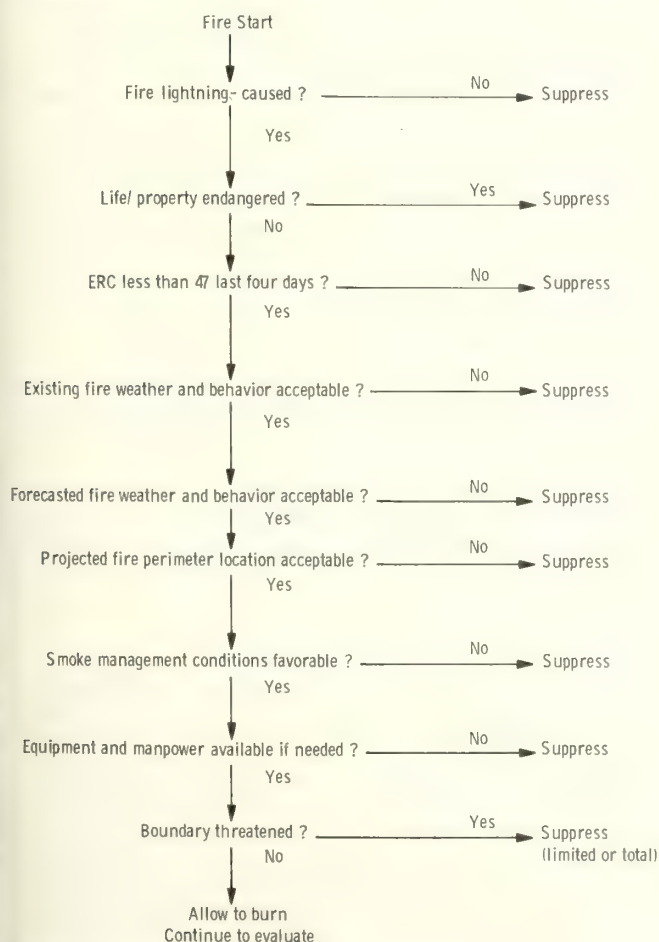 Fire Start
Fire lightning-caused ? No Suppress
Yes
Life/ property endangered ? Yes Suppress
No
ERC less than 47 last four days ? No Suppress
Yes
Existing fire weather and behavior acceptable ? No Suppress
Yes
Forecasted fire weather and behavior acceptable ? No Suppress
Yes
Projected fire perimeter location acceptable ? No Suppress
Yes
Smoke management conditions favorable ? No Suppress
Yes
Equipment and manpower available if needed ? No Suppress
Yes
Boundary threatened ? Yes Suppress
(limited or total)
No
Allow to burn
Continue to evaluate